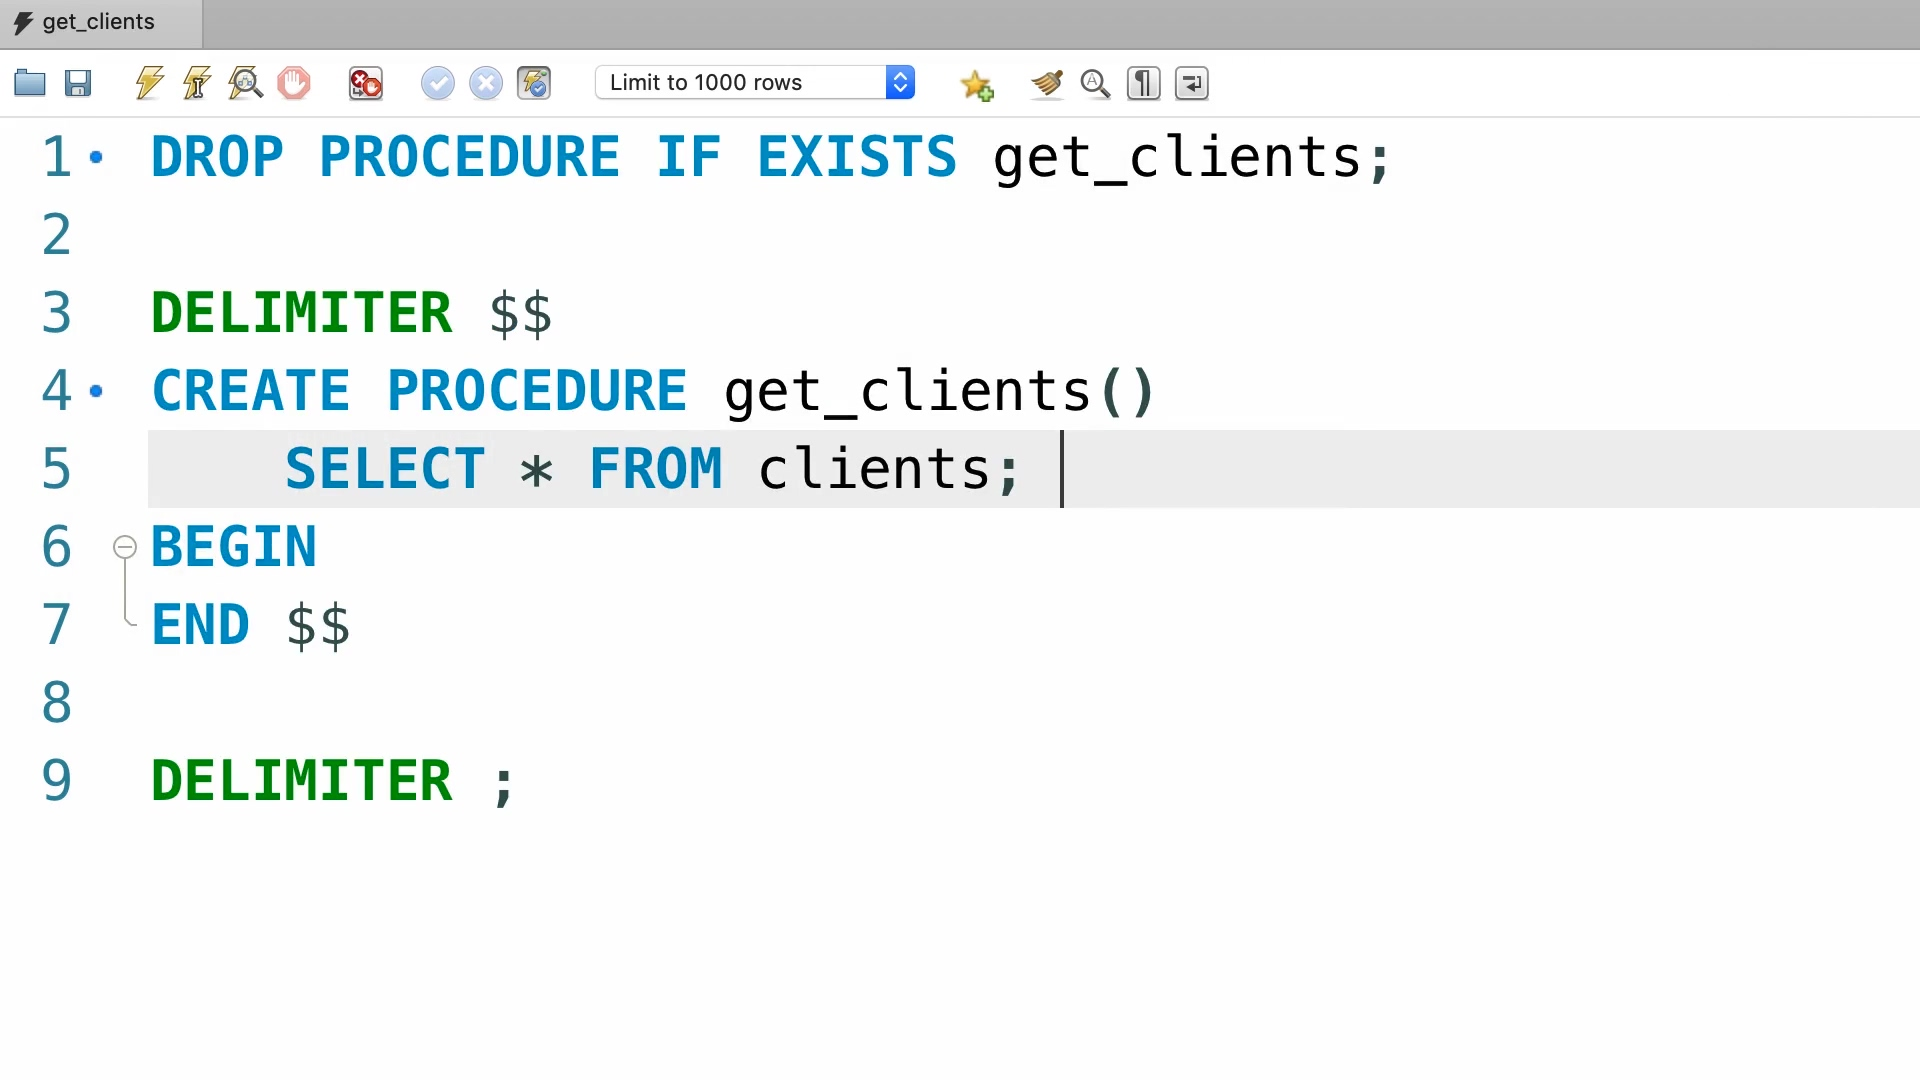 get_clients
Limit to 1000 rows
1 DROP PROCEDURE IF EXISTS get_clients;
2
3 DELIMITER $$
4 CREATE PROCEDURE get_clients()
5 SELECT * FROM clients;
6 BEGIN
7 END $$
8
9 DELIMITER ;